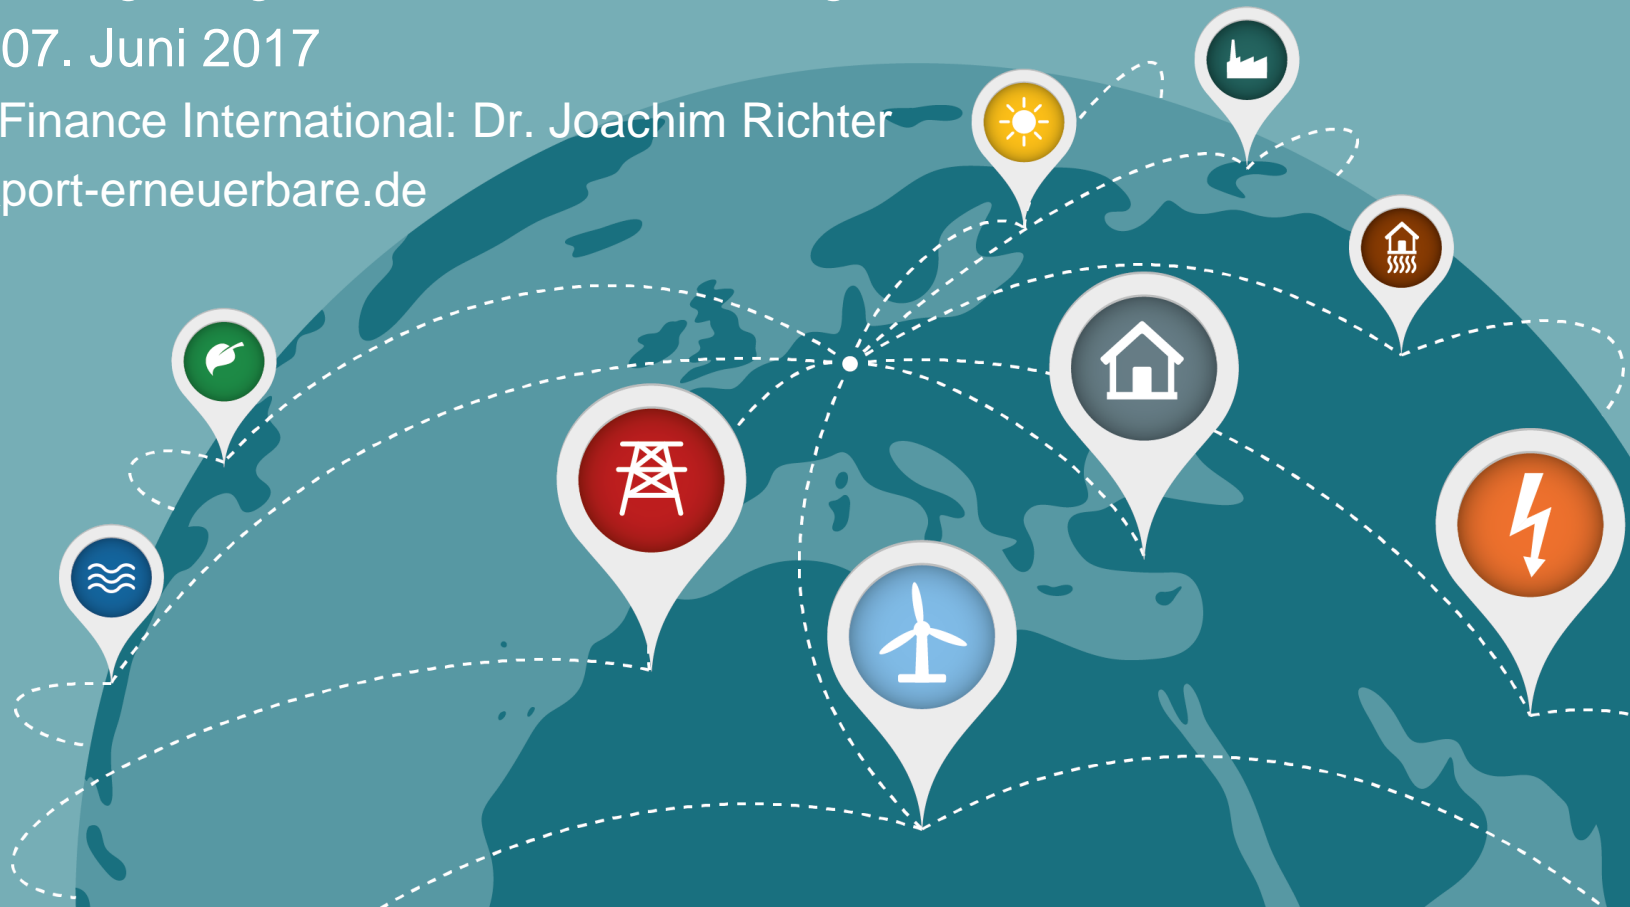 07. Juni 2017
Finance International: Dr. Joachim Richter
port-erneuerbare.de